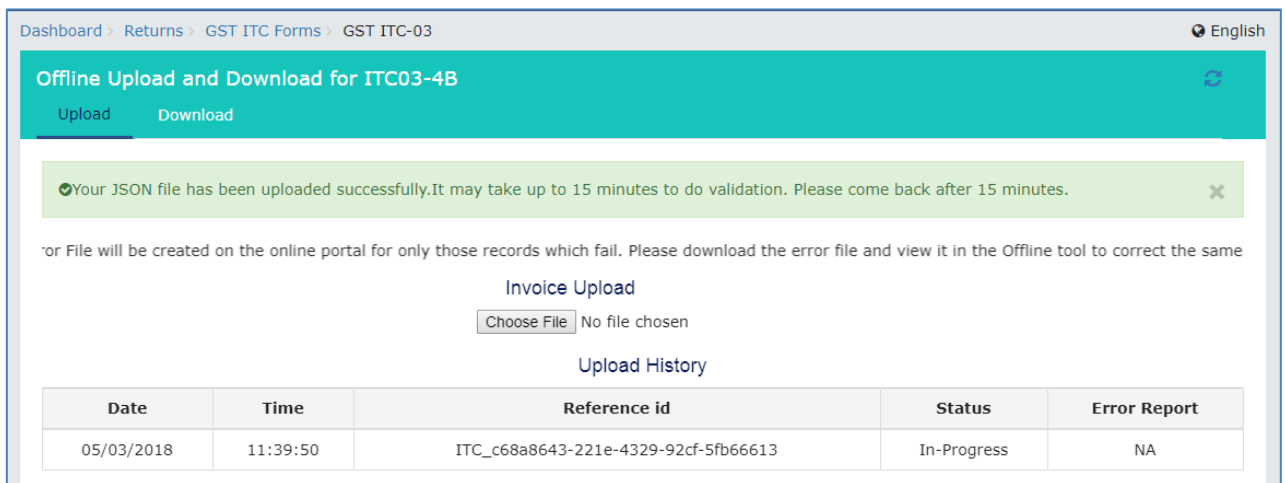 Dashboard > Returns > GST ITC Forms > GST ITC-03 English
Offline Upload and Download for ITC03-4B
Upload Download
Your JSON file has been uploaded successfully.It may take up to 15 minutes to do validation. Please come back after 15 minutes.
File will be created on the online portal for only those records which fail. Please download the error file and view it in the Offline tool to correct the same
Invoice Upload
Choose File No file chosen
Upload History
Date Time Reference id Status Error Report
05/03/2018 11:39:50 ITC_c68a8643-221e-4329-92cf-5fb66613 In-Progress NA